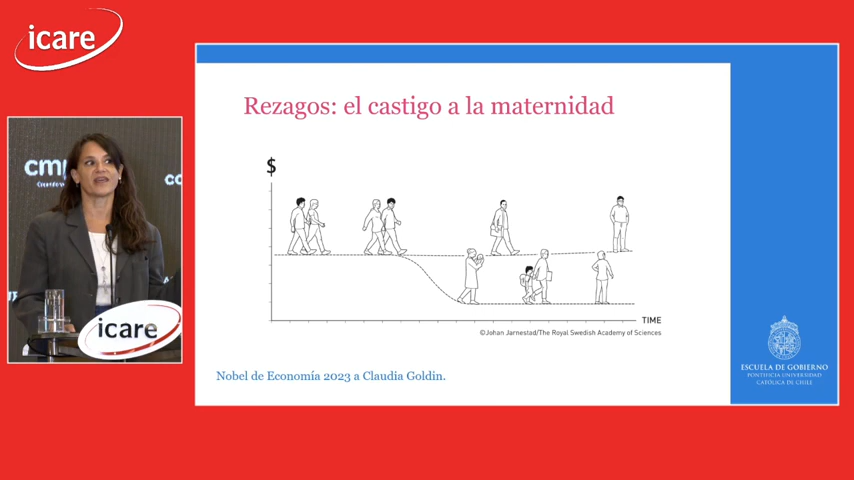 icare
Rezagos: el castigo a la maternidad
$
TIME
©Johan Jarnestad/The Royal Swedish Academy of Sciences
Nobel de Economía 2023 a Claudia Goldin.
ESCUELA DE GOBIERNO
PONTIFICIA UNIVERSIDAD
CATÓLICA DE CHILE
icare